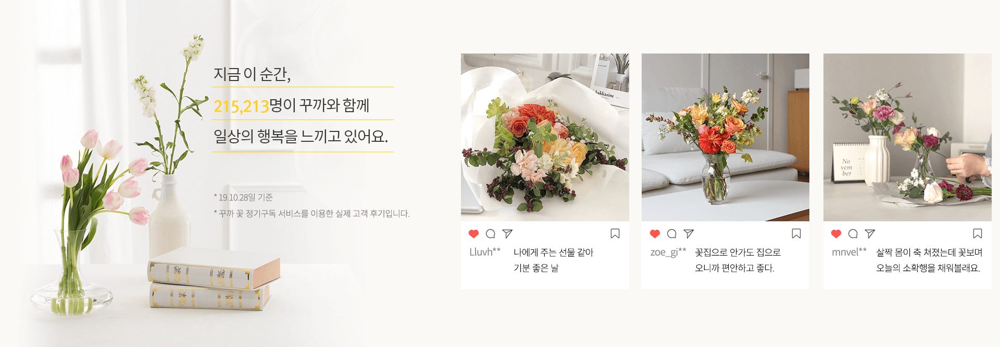 지금 이 순간,
215,213명이 꾸까와 함께
일상의 행복을 느끼고 있어요.
* 19.10.28일 기준
* 꾸까 꽃 정기구독 서비스를 이용한 실제 고객 후기입니다.
kukkazine
Lluvh** 나에게 주는 선물 같아
기분 좋은 날
zoe_gi** 꽃집으로 안가도 집으로
오니까 편안하고 좋다.
No
vem
ber
mnvel** 살짝 몸이 축 쳐졌는데 꽃보며
오늘의 소확행을 채워볼래요.